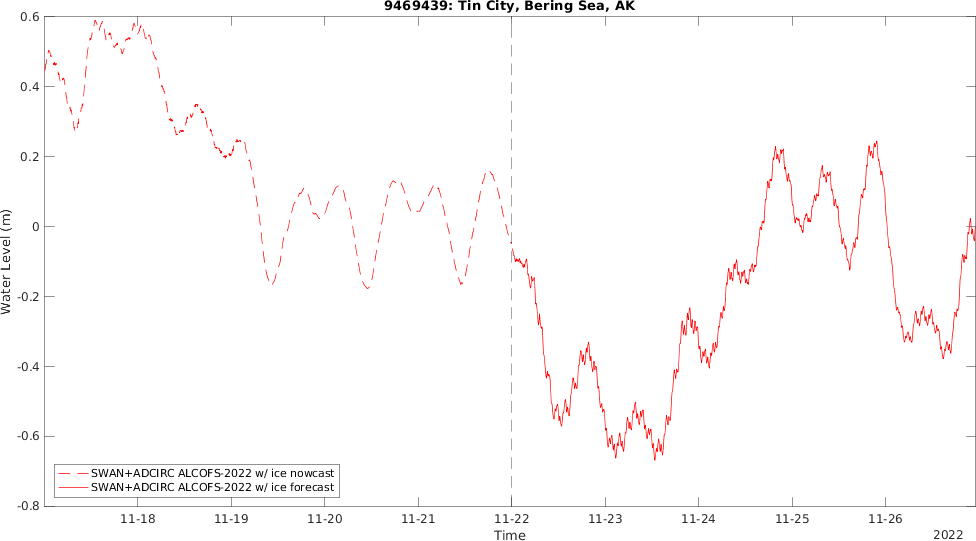 9469439: Tin City, Bering Sea, AK
0.6
0.4
0.2
0
-0.2
-0.4
-0.6
-0.8
Water Level (m)
SWAN+ADCIRC ALCOFS-2022 w/ ice nowcast
SWAN+ADCIRC ALCOFS-2022 w/ ice forecast
11-18 11-19 11-20 11-21 11-22 11-23 11-24 11-25 11-26
Time
2022